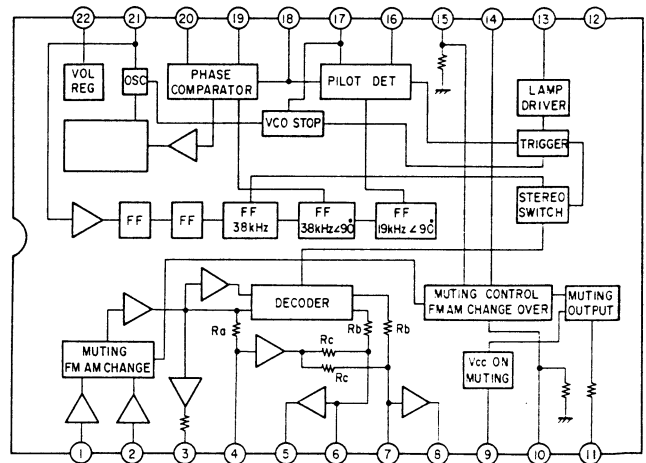 22 21 20 19 18 17 16 15 14 13 12
VOL
REG
OSC
PHASE
COMPARATOR
PILOT DET
VCO STOP
LAMP
DRIVER
TRIGGER
STEREO
SWITCH
FF
FF
FF
38kHz
FF
38kHz∠90°
FF
19kHz∠90°
DECODER
MUTING CONTROL
FM AM CHANGE OVER
MUTING
OUTPUT
Ra
Rb
Rb
Rc
Rc
MUTING
FM AM CHANGE
Vcc ON
MUTING
1 2 3 4 5 6 7 8 9 10 11